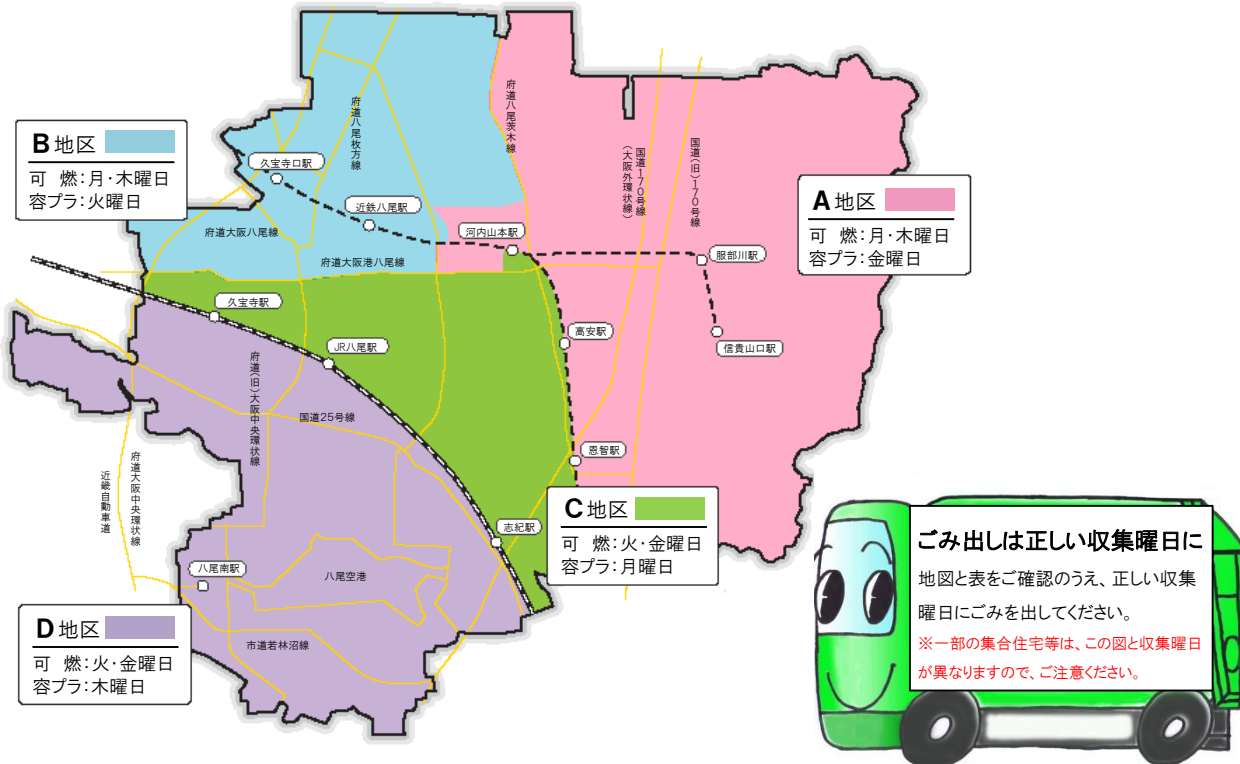 B地区
可 燃:月・木曜日
容プラ:火曜日
A地区
可 燃:月・木曜日
容プラ:金曜日
C地区
可 燃:火・金曜日
容プラ:月曜日
D地区
可 燃:火・金曜日
容プラ:木曜日
府道八尾枚方線
府道八尾茨木線
国道170号線
(大阪外環状線)
国道(旧)170号線
久宝寺口駅
近鉄八尾駅
河内山本駅
服部川駅
信貴山口駅
府道大阪八尾線
府道大阪港八尾線
久宝寺駅
JR八尾駅
高安駅
恩智駅
志紀駅
八尾南駅
府道(旧)大阪中央環状線
国道25号線
府道大阪中央環状線
近畿自動車道
八尾空港
市道若林沼線
ごみ出しは正しい収集曜日に
地図と表をご確認のうえ、正しい収集
曜日にごみを出してください。
※一部の集合住宅等は、この図と収集曜日
が異なりますので、ご注意ください。